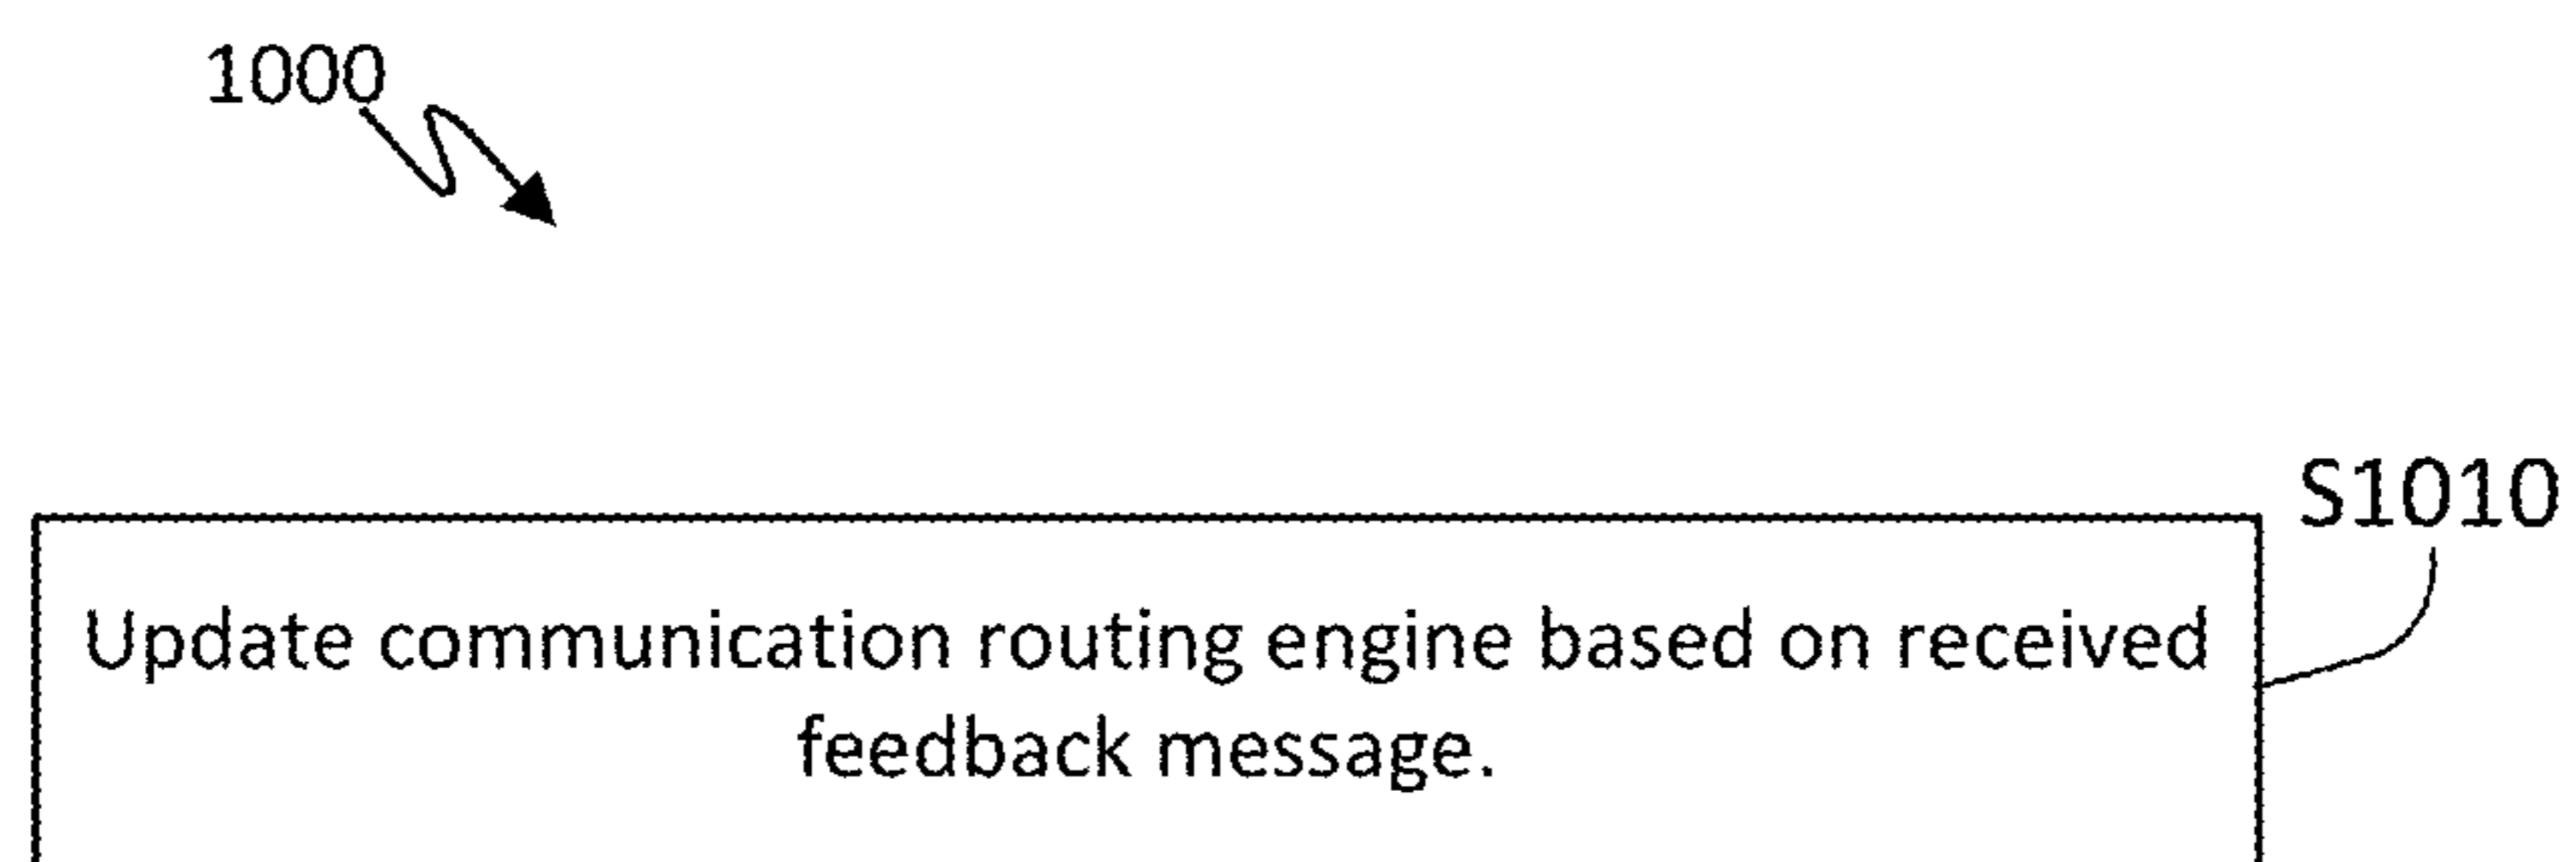 1000
S1010
Update communication routing engine based on received
feedback message.